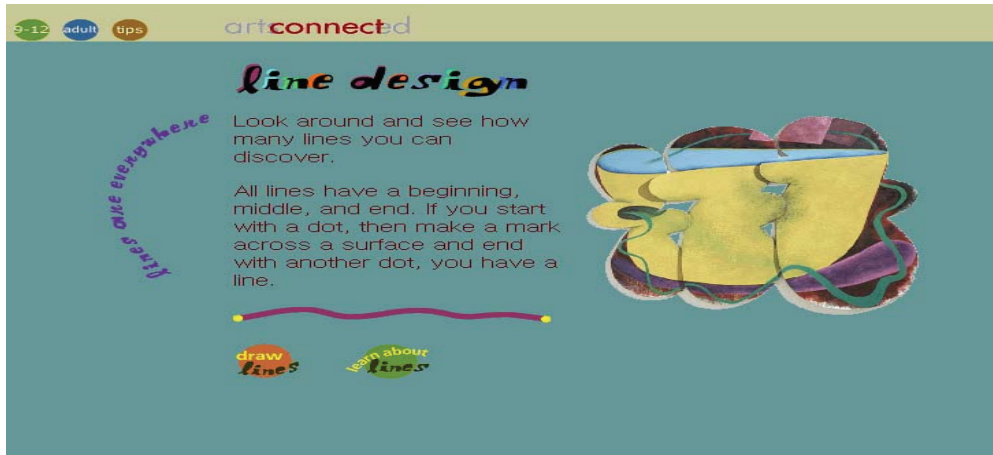 9-12 adult tips artsconnected
line design
lines are everywhere
Look around and see how
many lines you can
discover.
All lines have a beginning,
middle, and end. If you start
with a dot, then make a mark
across a surface and end
with another dot, you have a
line.
draw
lines
learn about
lines